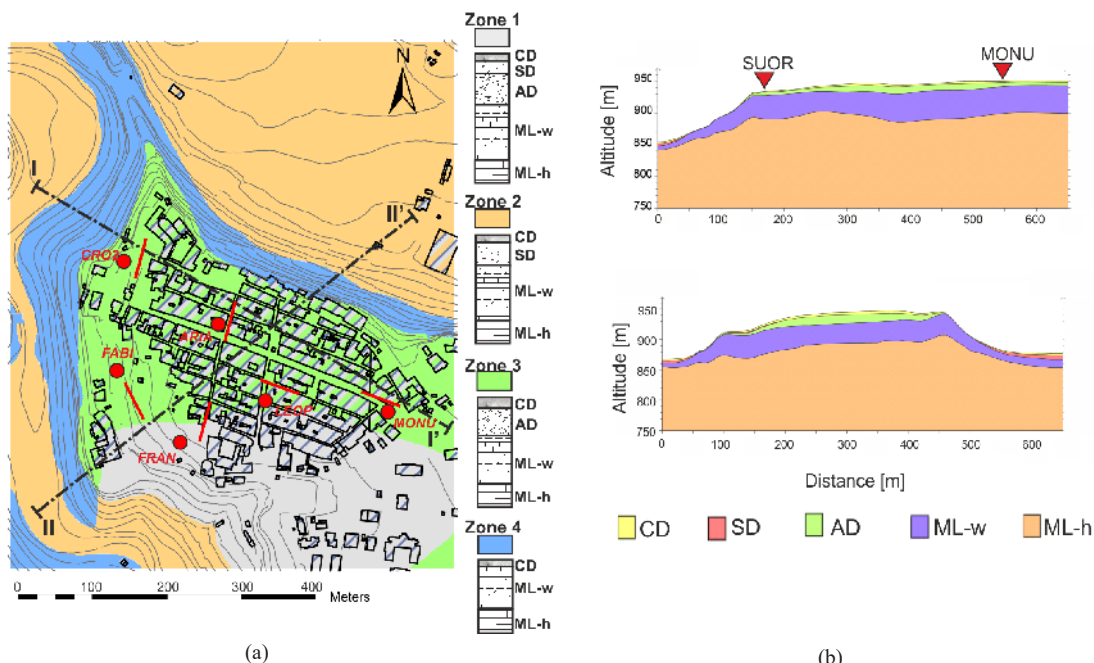 Zone 1
CD
SD
AD
ML-w
ML-h
Zone 2
CD
SD
ML-w
ML-h
Zone 3
CD
AD
ML-w
ML-h
Zone 4
CD
ML-w
ML-h
N
I
II'
CRO2
ARIA
FABI
LEOP
MONU
I'
FRAN
II
0 100 200 300 400 Meters
(a)
SUOR
MONU
Altitude [m]
950
900
850
800
750
0 100 200 300 400 500 600
Altitude [m]
950
900
850
800
750
0 100 200 300 400 500 600
Distance [m]
CD SD AD ML-w ML-h
(b)